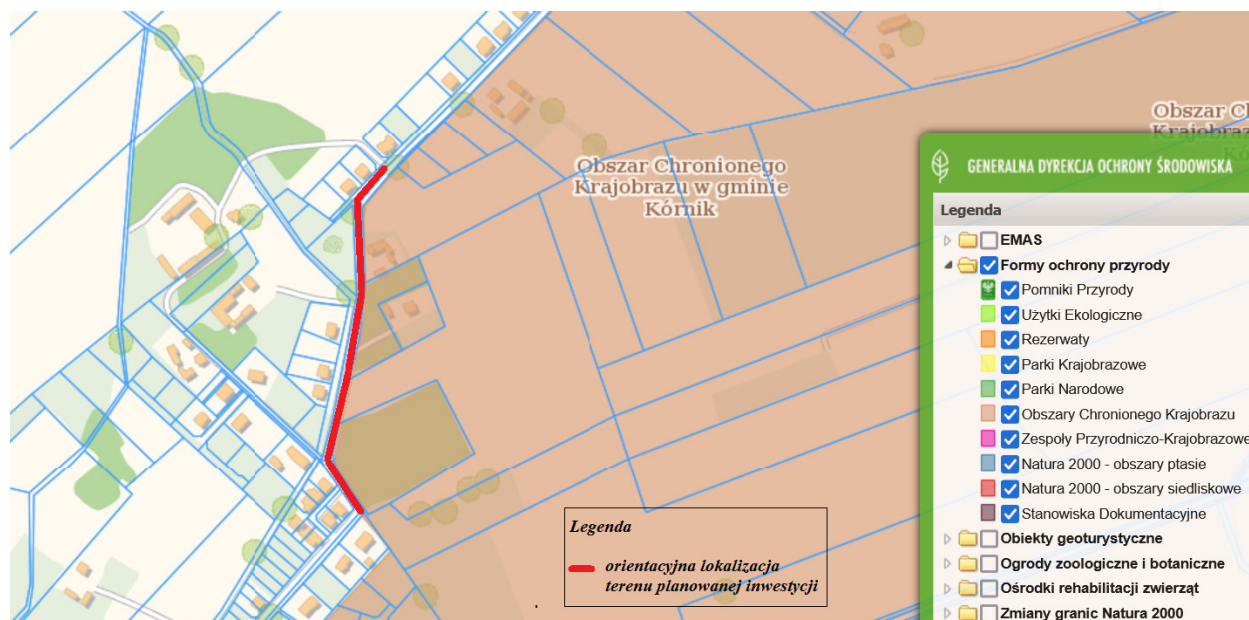 Obszar Chronionego
Krajobrazu w gminie
Kórnik
Obszar
GENERALNA DYREKCJA OCHRONY ŚRODOWISKA
Legenda
EMAS
Formy ochrony przyrody
Pomniki Przyrody
Użytki Ekologiczne
Rezerwaty
Parki Krajobrazowe
Parki Narodowe
Obszary Chronionego Krajobrazu
Zespoły Przyrodniczo-Krajobrazowe
Natura 2000 - obszary ptasie
Natura 2000 - obszary siedliskowe
Stanowiska Dokumentacyjne
Obiekty geoturystyczne
Ogrody zoologiczne i botaniczne
Ośrodki rehabilitacji zwierząt
Zmiany granic Natura 2000
Legenda
orientacyjna lokalizacja
terenu planowanej inwestycji